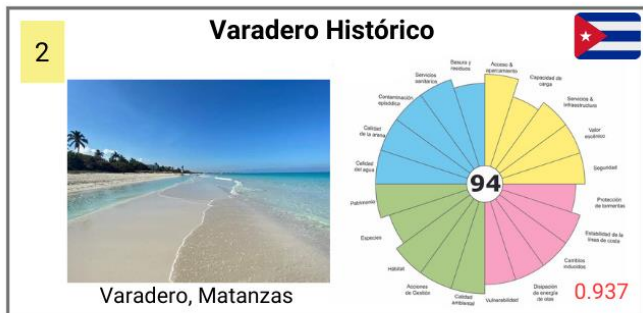 2
Varadero Histórico
Varadero, Matanzas
Basura y
residuos
Servicios
sanitarios
Contaminación
episódica
Calidad
de la arena
Calidad
del agua
Acceso &
aparcamiento
Capacidad de
carga
Servicios &
infraestructura
Valor
escénico
Seguridad
94
Patrimonio
Especies
Hábitat
Acciones
de Gestión
Calidad
ambiental
Protección
de tormentas
Estabilidad de la
línea de costa
Cambios
inducidos
Disipación
de energía
de olas
Vulnerabilidad
0.937